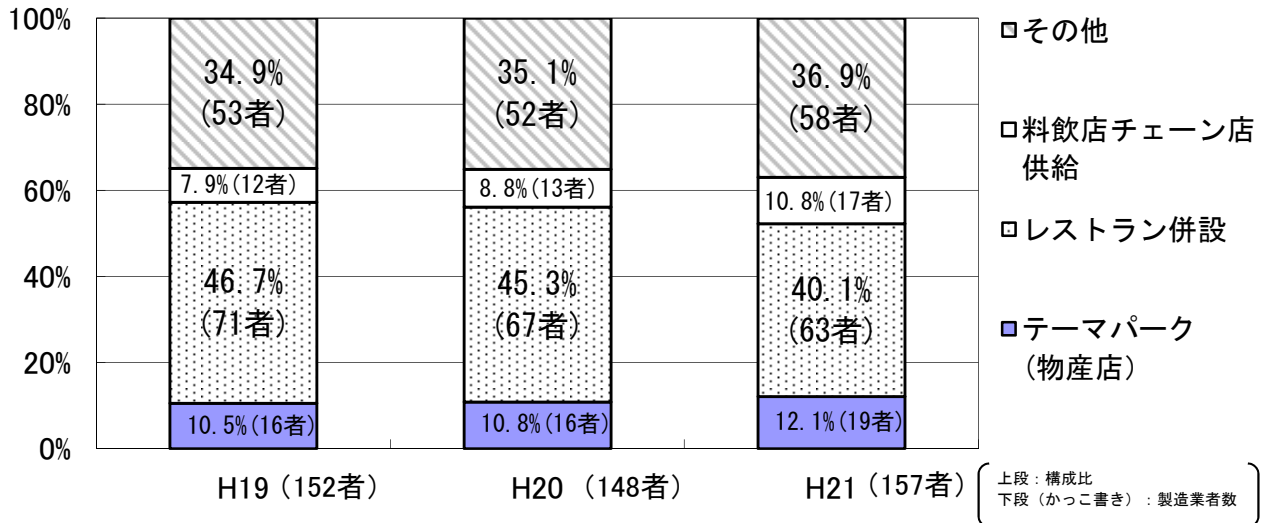 100%
80%
60%
40%
20%
0%
34.9%
(53者)
7.9%(12者)
46.7%
(71者)
10.5%(16者)
35.1%
(52者)
8.8%(13者)
45.3%
(67者)
10.8%(16者)
36.9%
(58者)
10.8%(17者)
40.1%
(63者)
12.1%(19者)
H19（152者）
H20（148者）
H21（157者）
その他
料飲店チェーン店
供給
レストラン併設
テーマパーク
（物産店）
上段：構成比
下段（かっこ書き）：製造業者数